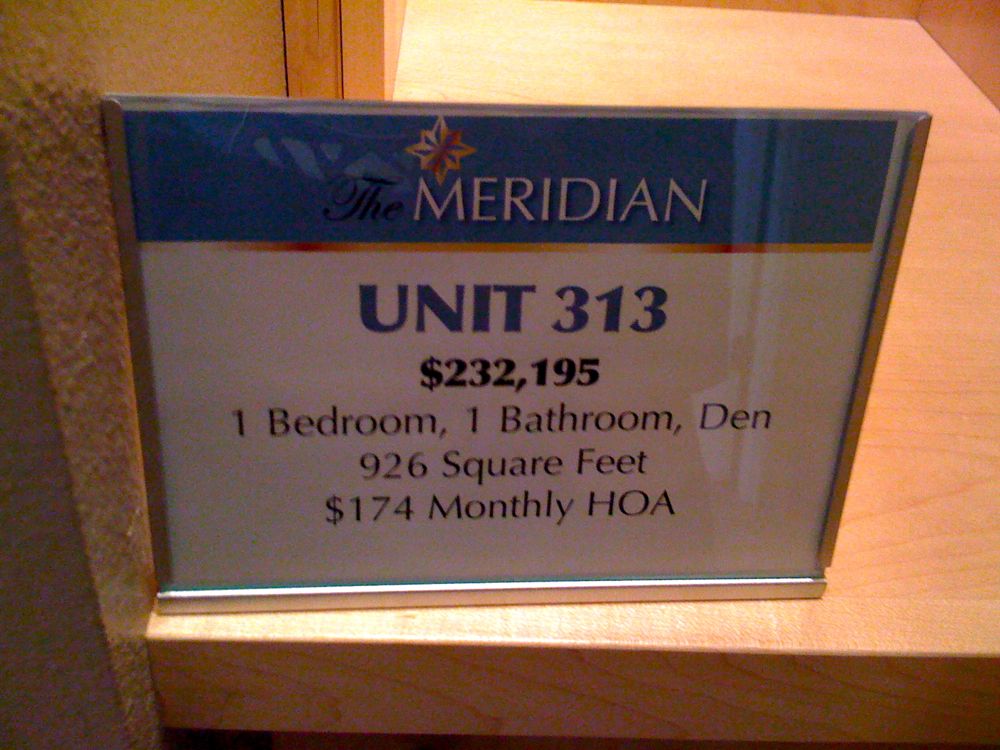 The MERIDIAN
UNIT 313
$232,195
1 Bedroom, 1 Bathroom, Den
926 Square Feet
$174 Monthly HOA